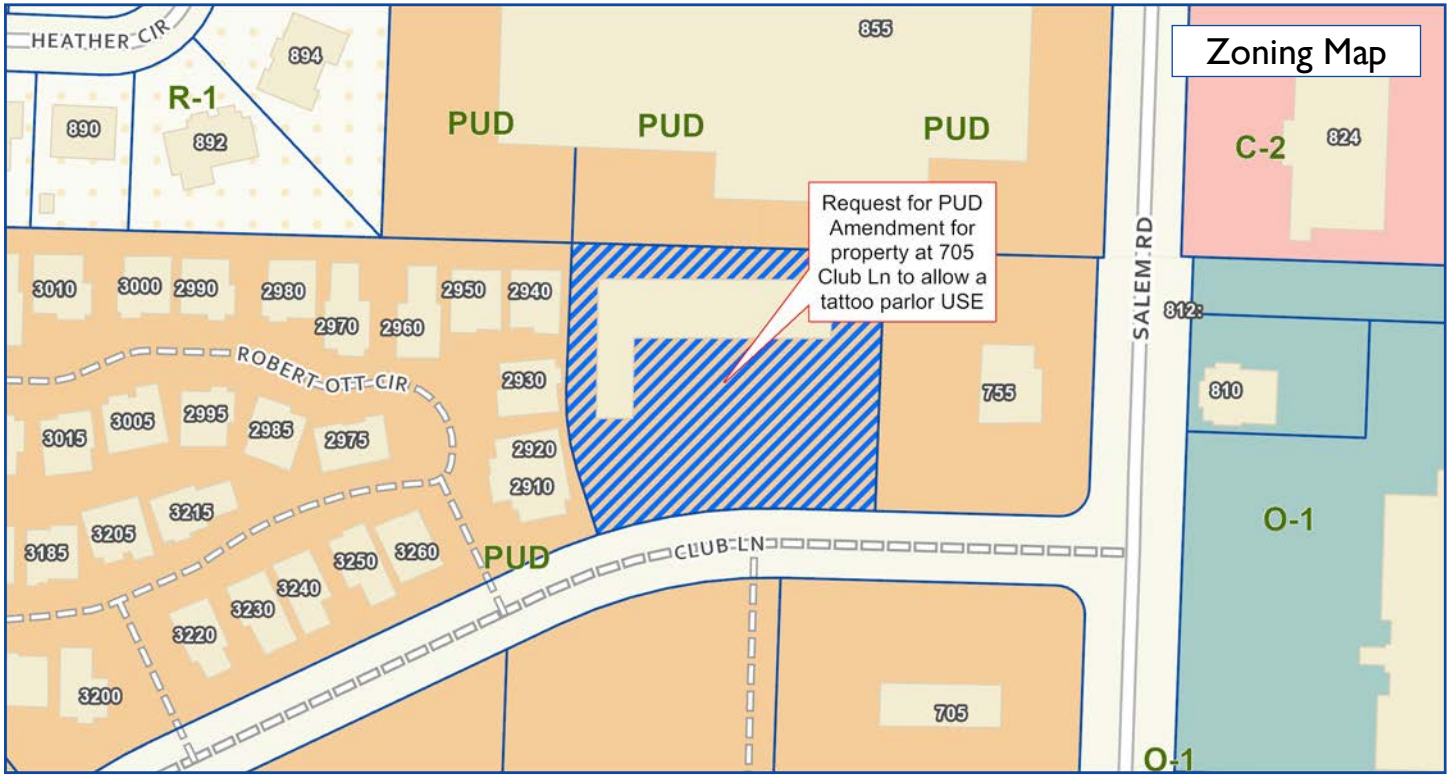 Zoning Map
HEATHER CIR
894
855
R-1
890
892
PUD
PUD
PUD
C-2
824
Request for PUD
Amendment for
property at 705
Club Ln to allow a
tattoo parlor USE
SALEM RD
3010
3000
2990
2980
2970
2960
2950
2940
812:
ROBERT OTT CIR
2930
755
810
3015
3005
2995
2985
2975
2920
2910
O-1
3185
3205
3215
3250
3260
PUD
CLUB LN
3220
3230
3240
3200
705
O-1